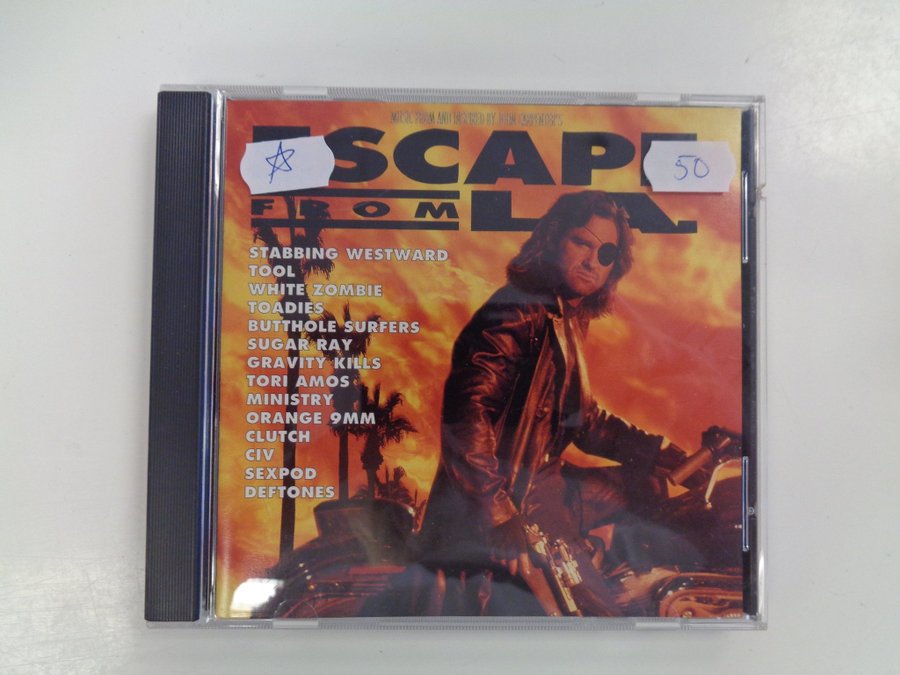 MUSIC FROM AND INSPIRED BY JOHN CARPENTER'S
ESCAPE
50
FROM L.A.
STABBING WESTWARD
TOOL
WHITE ZOMBIE
TOADIES
BUTTHOLE SURFERS
SUGAR RAY
GRAVITY KILLS
TORI AMOS
MINISTRY
ORANGE 9MM
CLUTCH
CIV
SEXPOD
DEFTONES